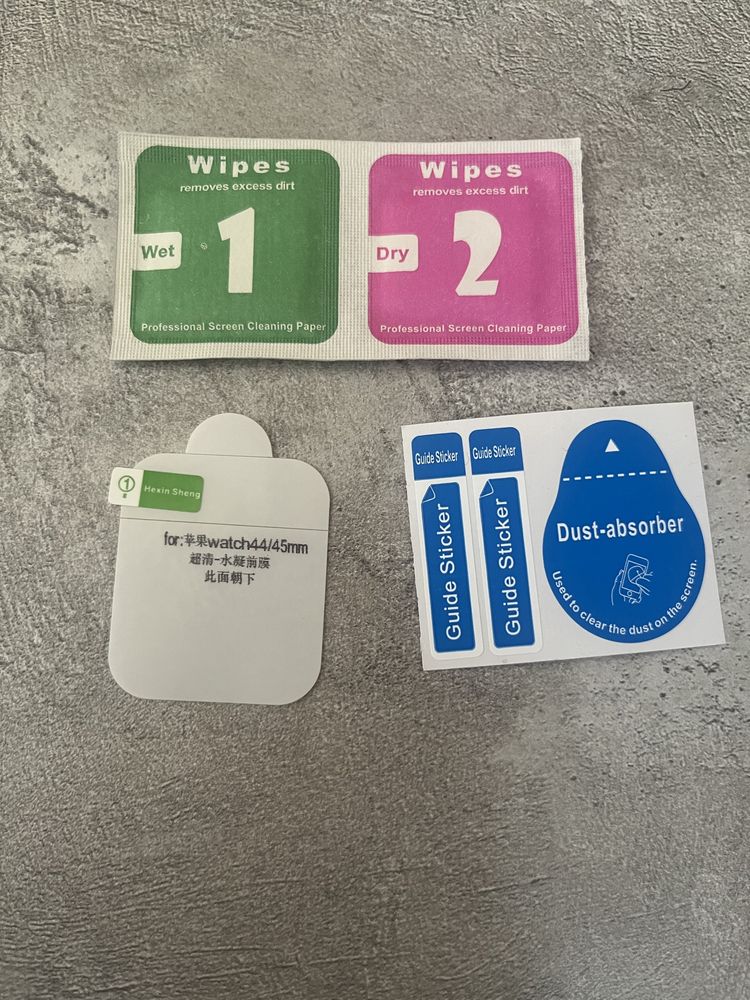 Wipes
removes excess dirt
Wet
1
Professional Screen Cleaning Paper
Wipes
removes excess dirt
Dry
2
Professional Screen Cleaning Paper
①
Hexin Sheng
for:苹果watch44/45mm
超清-水凝前膜
此面朝下
Guide Sticker
Guide Sticker
Guide Sticker
Guide Sticker
Dust-absorber
Used to clear the dust on the screen.